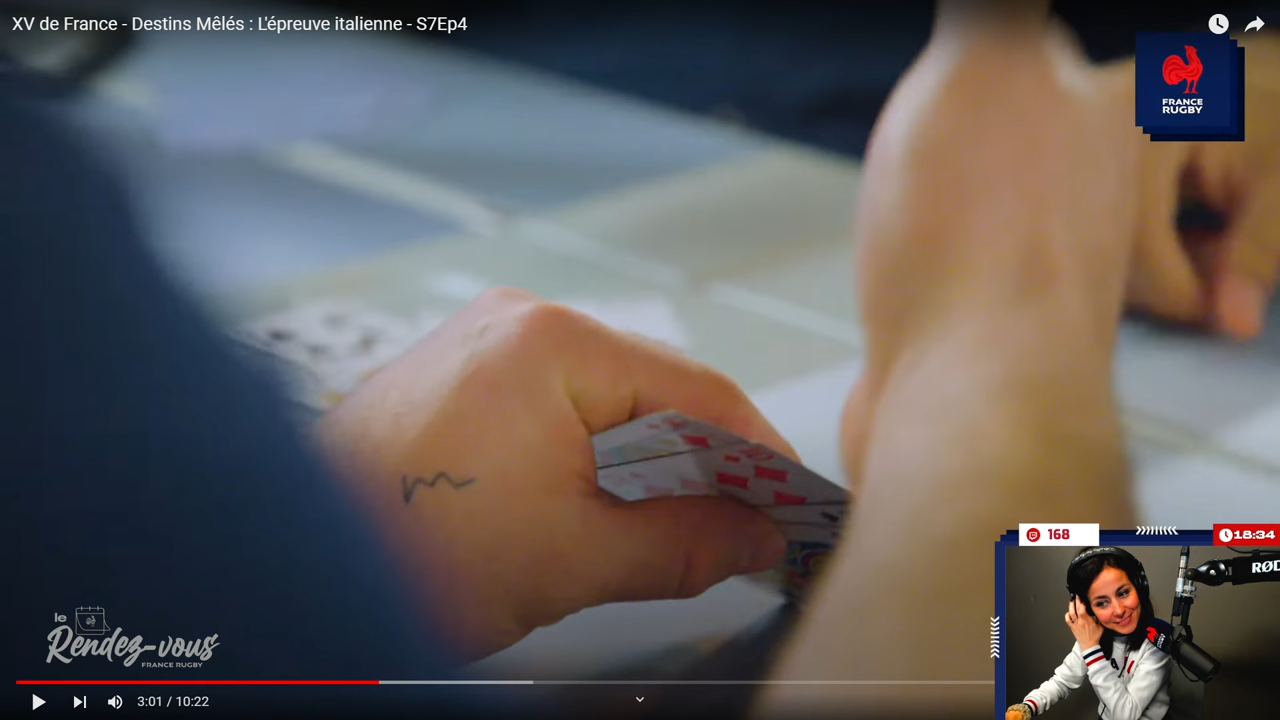 XV de France - Destins Mêlés : L'épreuve italienne - S7Ep4
FRANCE
RUGBY
10
m
168
18:34
RØD
le
Rendez-vous
FRANCE RUGBY
3:01 / 10:22